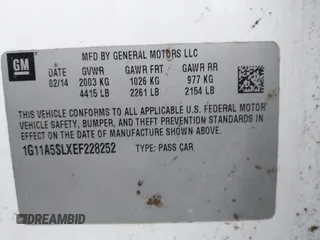 GM
MFD BY GENERAL MOTORS LLC
DATE GVWR GAWR FRT GAWR RR
02/14 2003 KG 1026 KG 977 KG
4415 LB 2261 LB 2154 LB
THIS VEHICLE CONFORMS TO ALL APPLICABLE U.S. FEDERAL MOTOR
VEHICLE SAFETY, BUMPER, AND THEFT PREVENTION STANDARDS IN
EFFECT ON THE DATE OF MANUFACTURE SHOWN ABOVE.
1G11A5SLXEF228252 TYPE: PASS CAR
DREAMBID